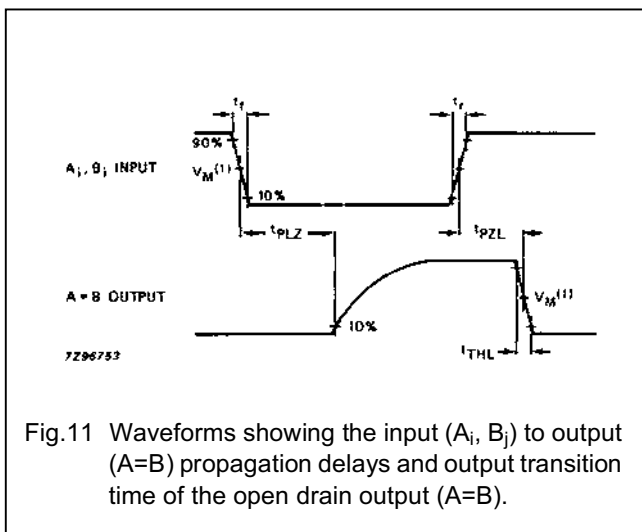 tf tr
90%
Ai, Bj INPUT VM(1)
10%
tPLZ tPZL
A = B OUTPUT VM(1)
10%
7Z96753 tTHL
Fig.11 Waveforms showing the input (Ai, Bj) to output
(A=B) propagation delays and output transition
time of the open drain output (A=B).